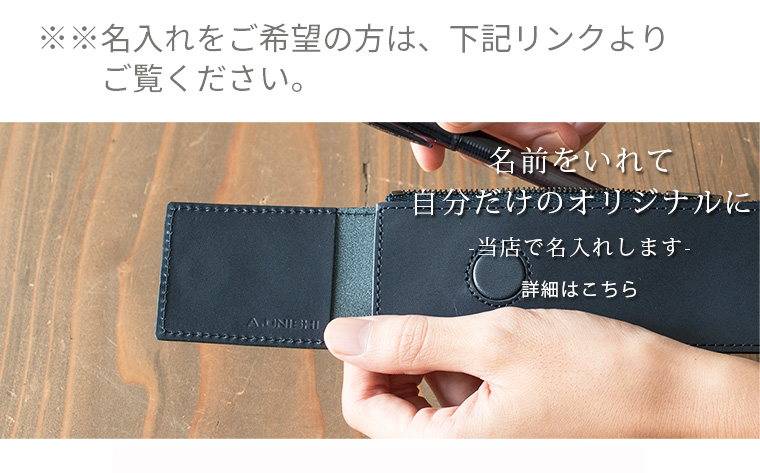 ※※名入れをご希望の方は、下記リンクより
ご覧ください。
名前をいれて
自分だけのオリジナルに
-当店で名入れします-
詳細はこちら
A.ONISHI